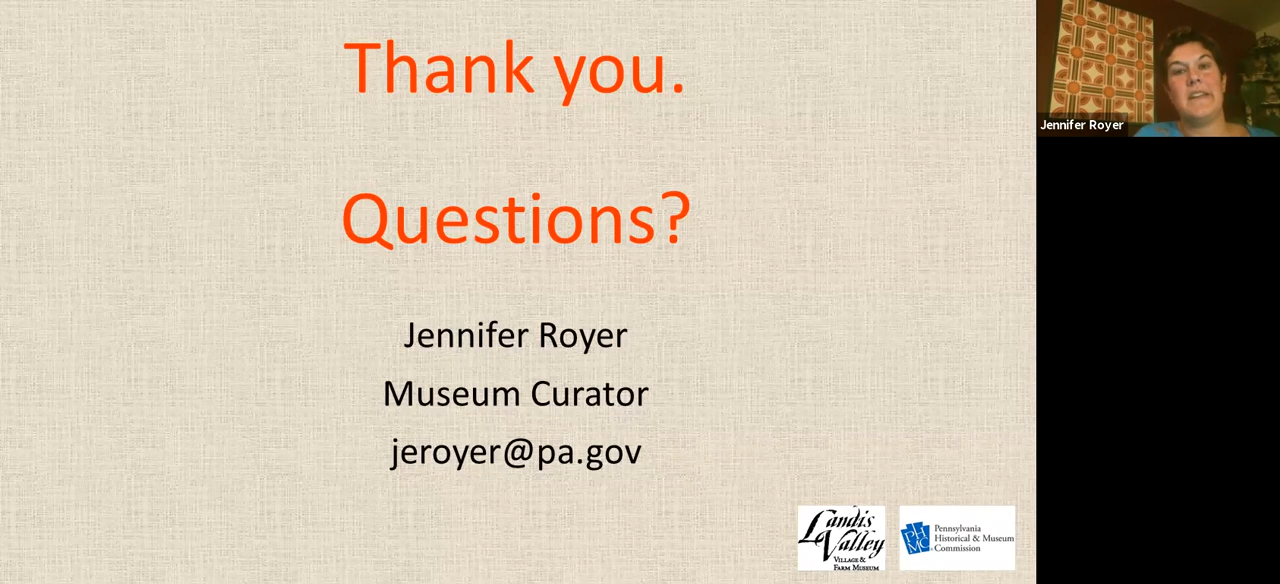 Thank you.
Questions?
Jennifer Royer
Museum Curator
jeroyer@pa.gov
Landis
Valley
VILLAGE &
FARM MUSEUM
PHMC
Pennsylvania
Historical & Museum
Commission
Jennifer Royer